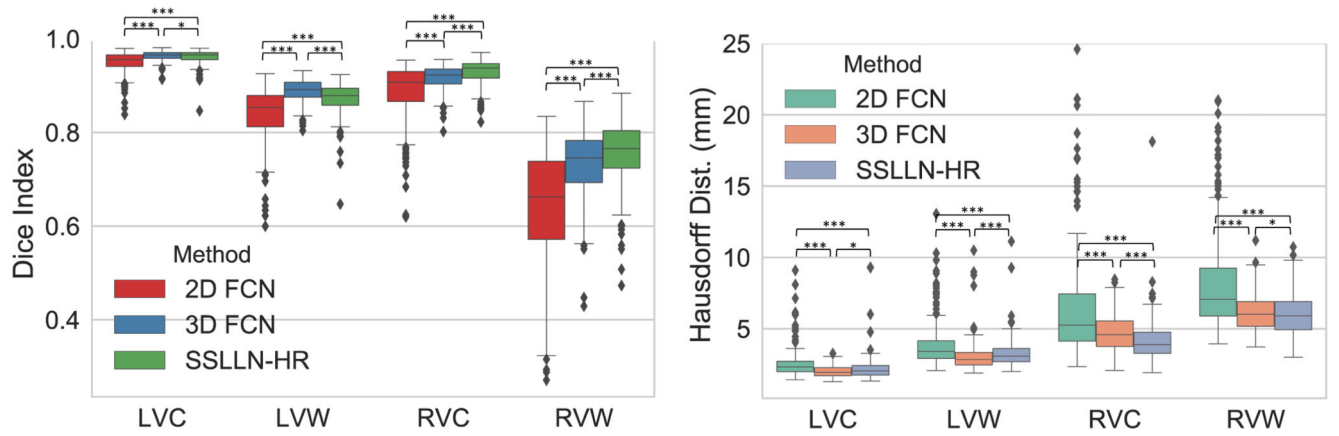 Dice Index
1.0
0.8
0.6
0.4
*** *** *
*** *** ***
*** *** ***
*** *** ***
Method
2D FCN
3D FCN
SSLLN-HR
LVC LVW RVC RVW
Hausdorff Dist. (mm)
25
20
15
10
5
Method
2D FCN
3D FCN
SSLLN-HR
*** *** *
*** *** ***
*** *** ***
*** *** *
LVC LVW RVC RVW